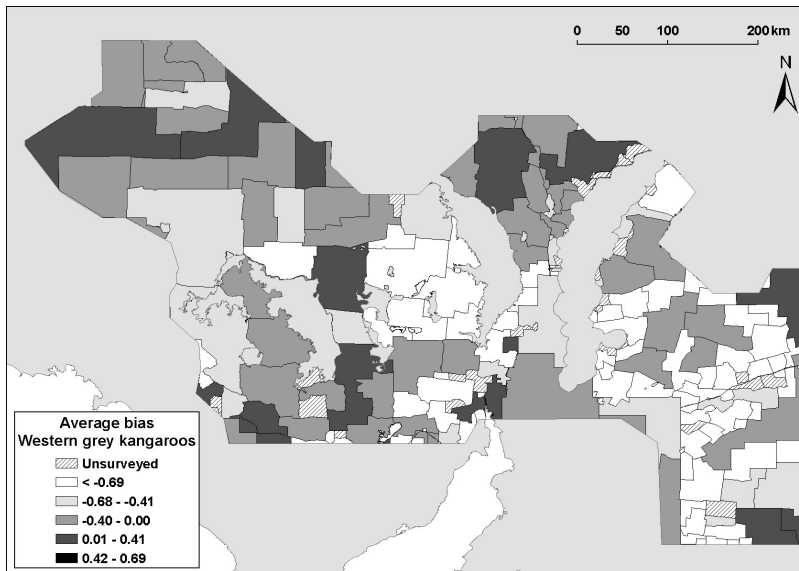 0 50 100 200 km
N
Average bias
Western grey kangaroos
Unsurveyed
< -0.69
-0.68 - -0.41
-0.40 - 0.00
0.01 - 0.41
0.42 - 0.69